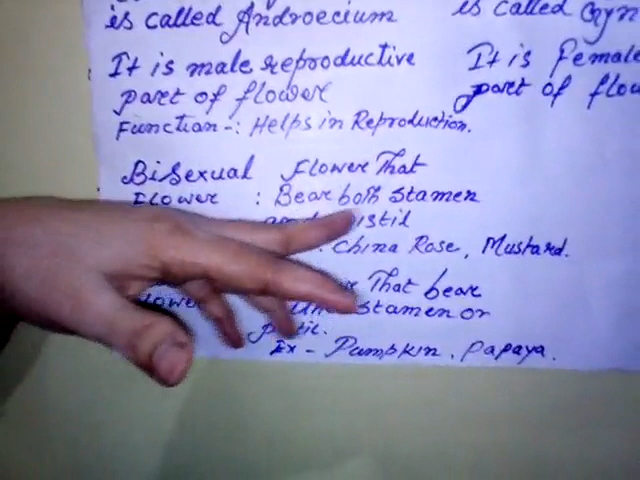 is called Androecium is called Gyn
It is male reproductive It is Female
part of flower part of flow
Function -: Helps in Reproduction.
Bisexual Flower That
Flower : Bear both Stamen
istil
China Rose, Mustard.
That bear
Stamen or
Ex - Pumpkin, Papaya.